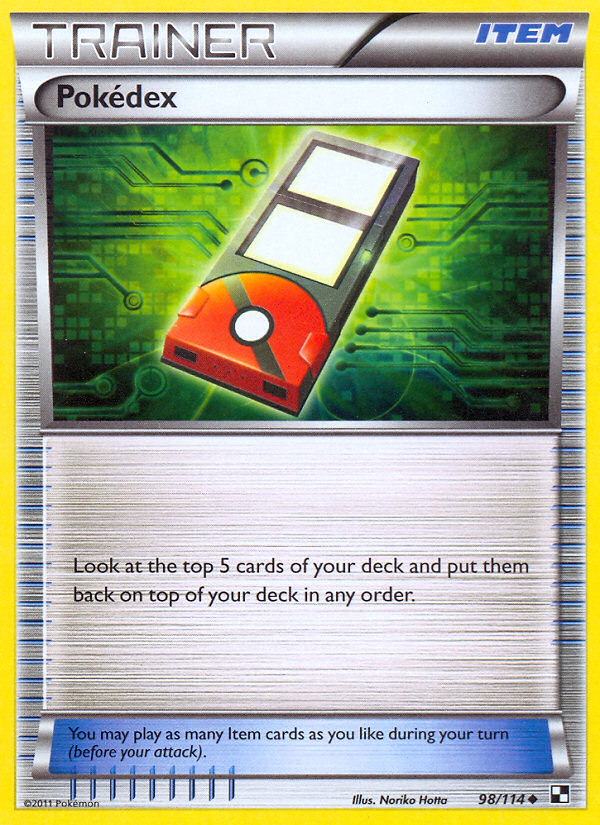 TRAINER
ITEM
Pokédex
Look at the top 5 cards of your deck and put them
back on top of your deck in any order.
You may play as many Item cards as you like during your turn
(before your attack).
©2011 Pokémon
Illus. Noriko Hotta
98/114